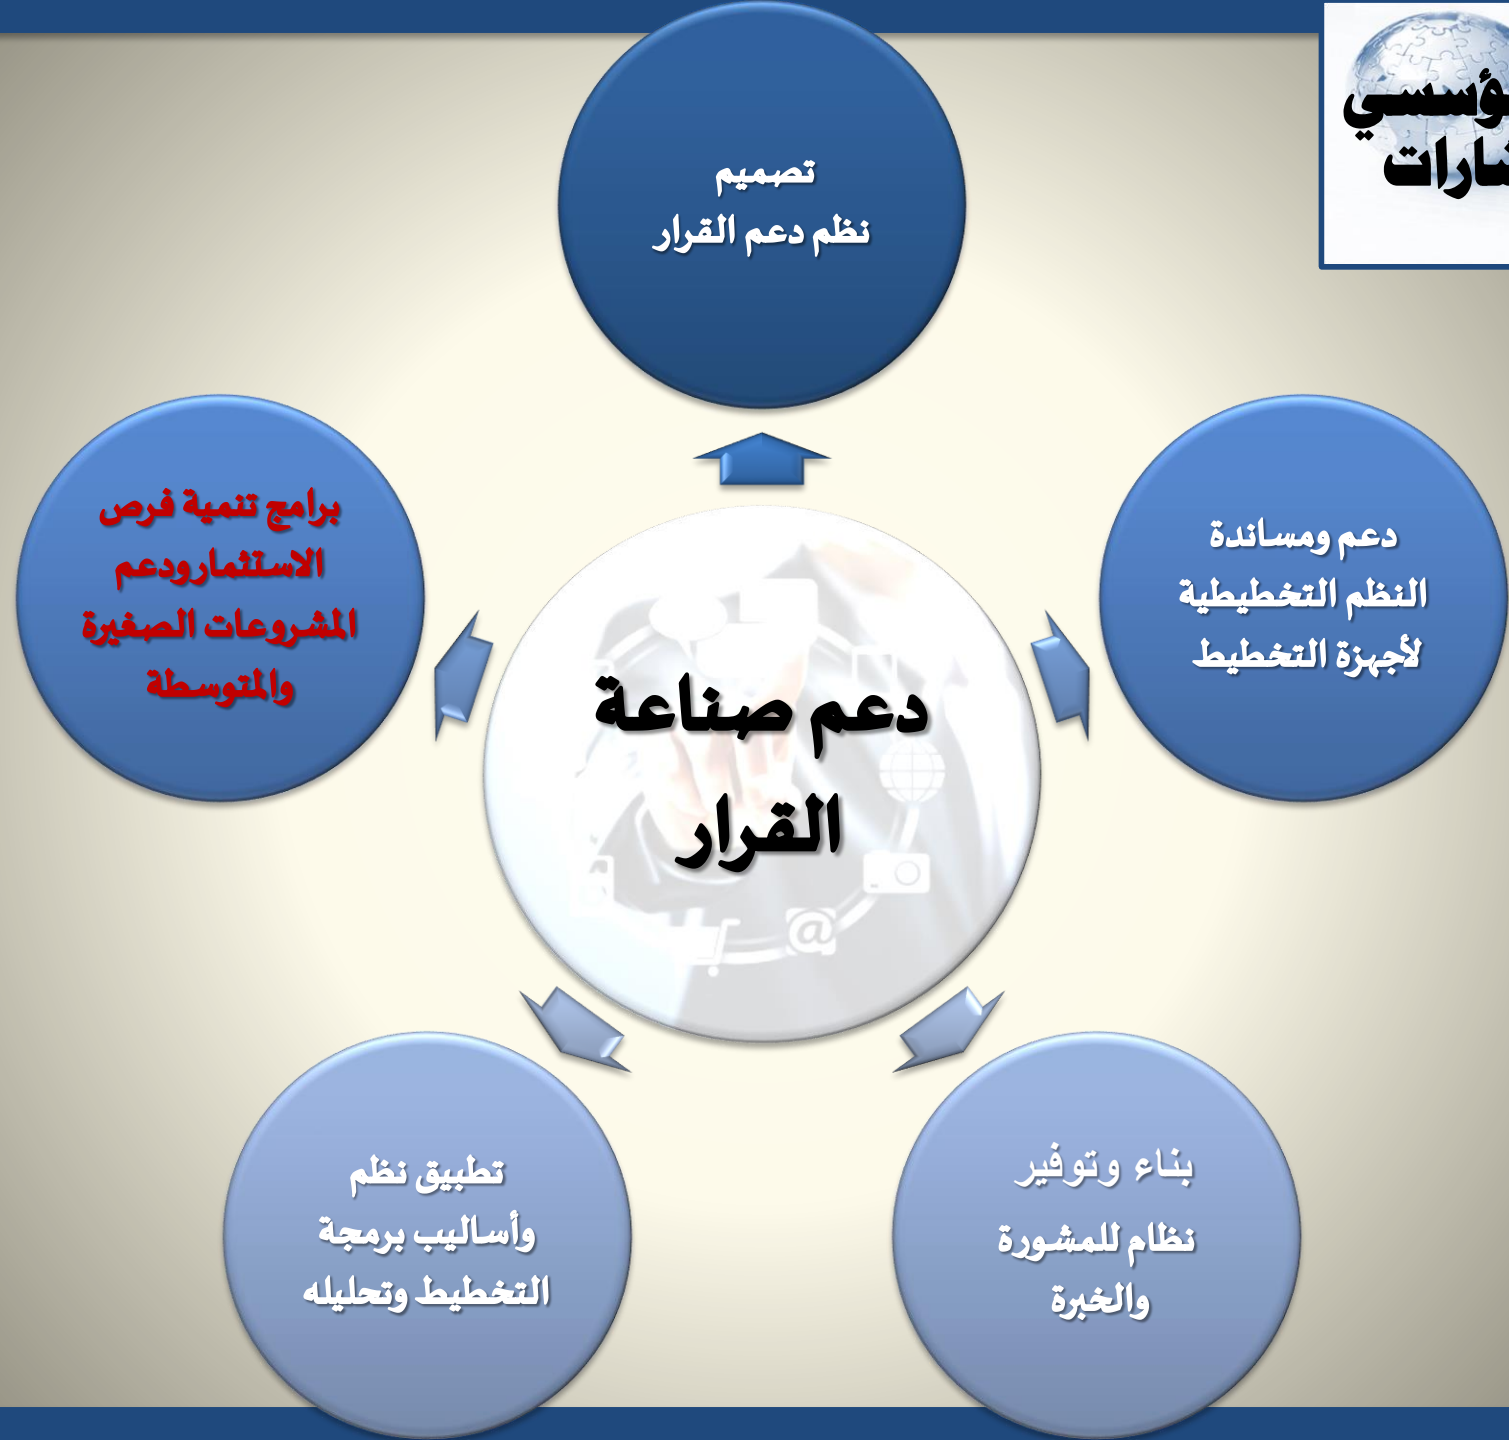 تصميم
نظم دعم القرار
دعم ومساندة
النظم التخطيطية
لأجهزة التخطيط
برامج تنمية فرص
الاستثمارودعم
المشروعات الصغيرة
والمتوسطة
دعم صناعة
القرار
بناء وتوفير
نظام للمشورة
والخبرة
تطبيق نظم
وأساليب برمجة
التخطيط وتحليله